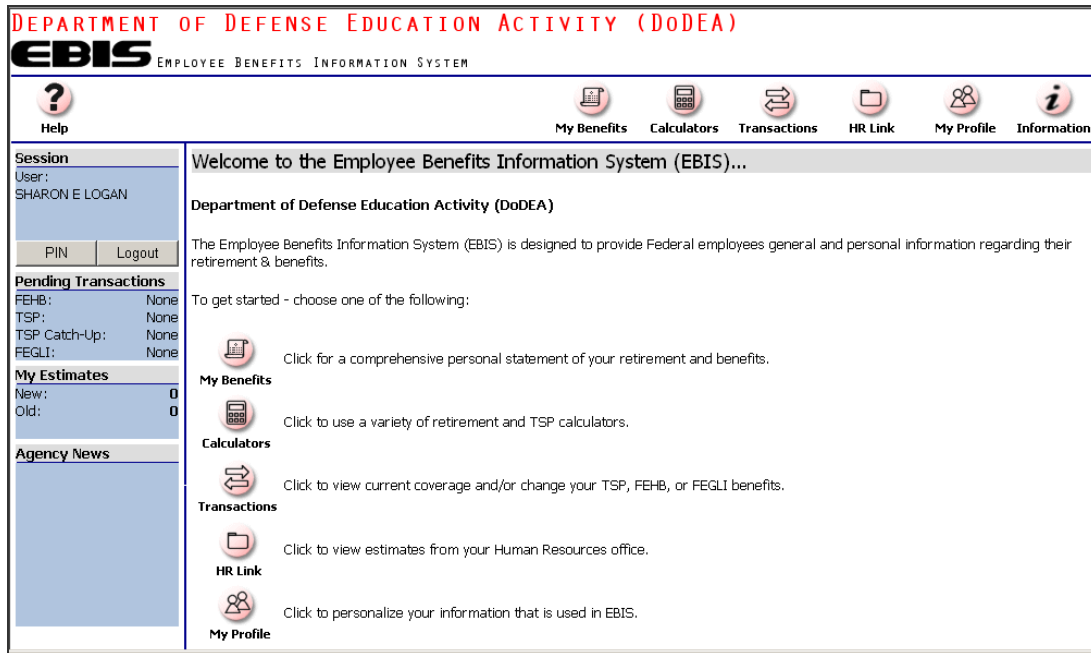 DEPARTMENT OF DEFENSE EDUCATION ACTIVITY (DODEA)
EBIS EMPLOYEE BENEFITS INFORMATION SYSTEM
?
Help
My Benefits
Calculators
Transactions
HR Link
My Profile
i
Information
Session
User:
SHARON E LOGAN
PIN
Logout
Pending Transactions
FEHB: None
TSP: None
TSP Catch-Up: None
FEGLI: None
My Estimates
New: 0
Old: 0
Agency News
Welcome to the Employee Benefits Information System (EBIS)...
Department of Defense Education Activity (DoDEA)
The Employee Benefits Information System (EBIS) is designed to provide Federal employees general and personal information regarding their
retirement & benefits.
To get started - choose one of the following:
My Benefits
Click for a comprehensive personal statement of your retirement and benefits.
Calculators
Click to use a variety of retirement and TSP calculators.
Transactions
Click to view current coverage and/or change your TSP, FEHB, or FEGLI benefits.
HR Link
Click to view estimates from your Human Resources office.
My Profile
Click to personalize your information that is used in EBIS.